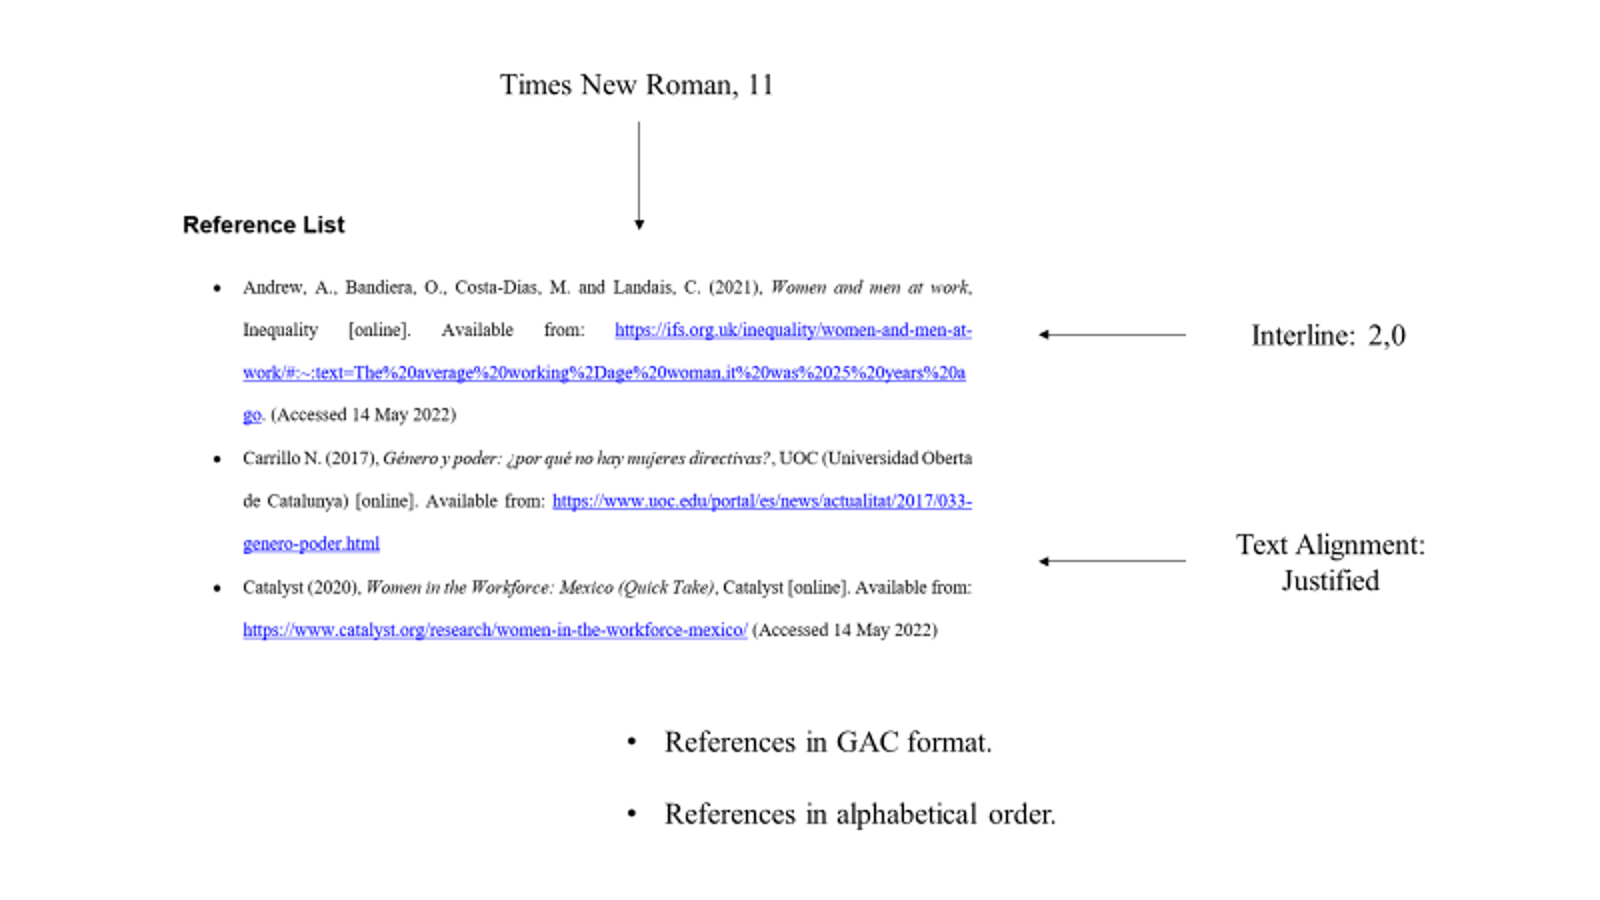 Times New Roman, 11
Reference List
• Andrew, A., Bandiera, O., Costa-Dias, M. and Landais, C. (2021), Women and men at work,
Inequality [online]. Available from: https://ifs.org.uk/inequality/women-and-men-at-
work/#:~:text=The%20average%20working%2Dage%20woman,it%20was%2025%20years%20a
go. (Accessed 14 May 2022)
• Carrillo N. (2017), Género y poder: ¿por qué no hay mujeres directivas?, UOC (Universidad Oberta
de Catalunya) [online]. Available from: https://www.uoc.edu/portal/es/news/actualitat/2017/033-
genero-poder.html
• Catalyst (2020), Women in the Workforce: Mexico (Quick Take), Catalyst [online]. Available from:
https://www.catalyst.org/research/women-in-the-workforce-mexico/ (Accessed 14 May 2022)
Interline: 2,0
Text Alignment:
Justified
• References in GAC format.
• References in alphabetical order.